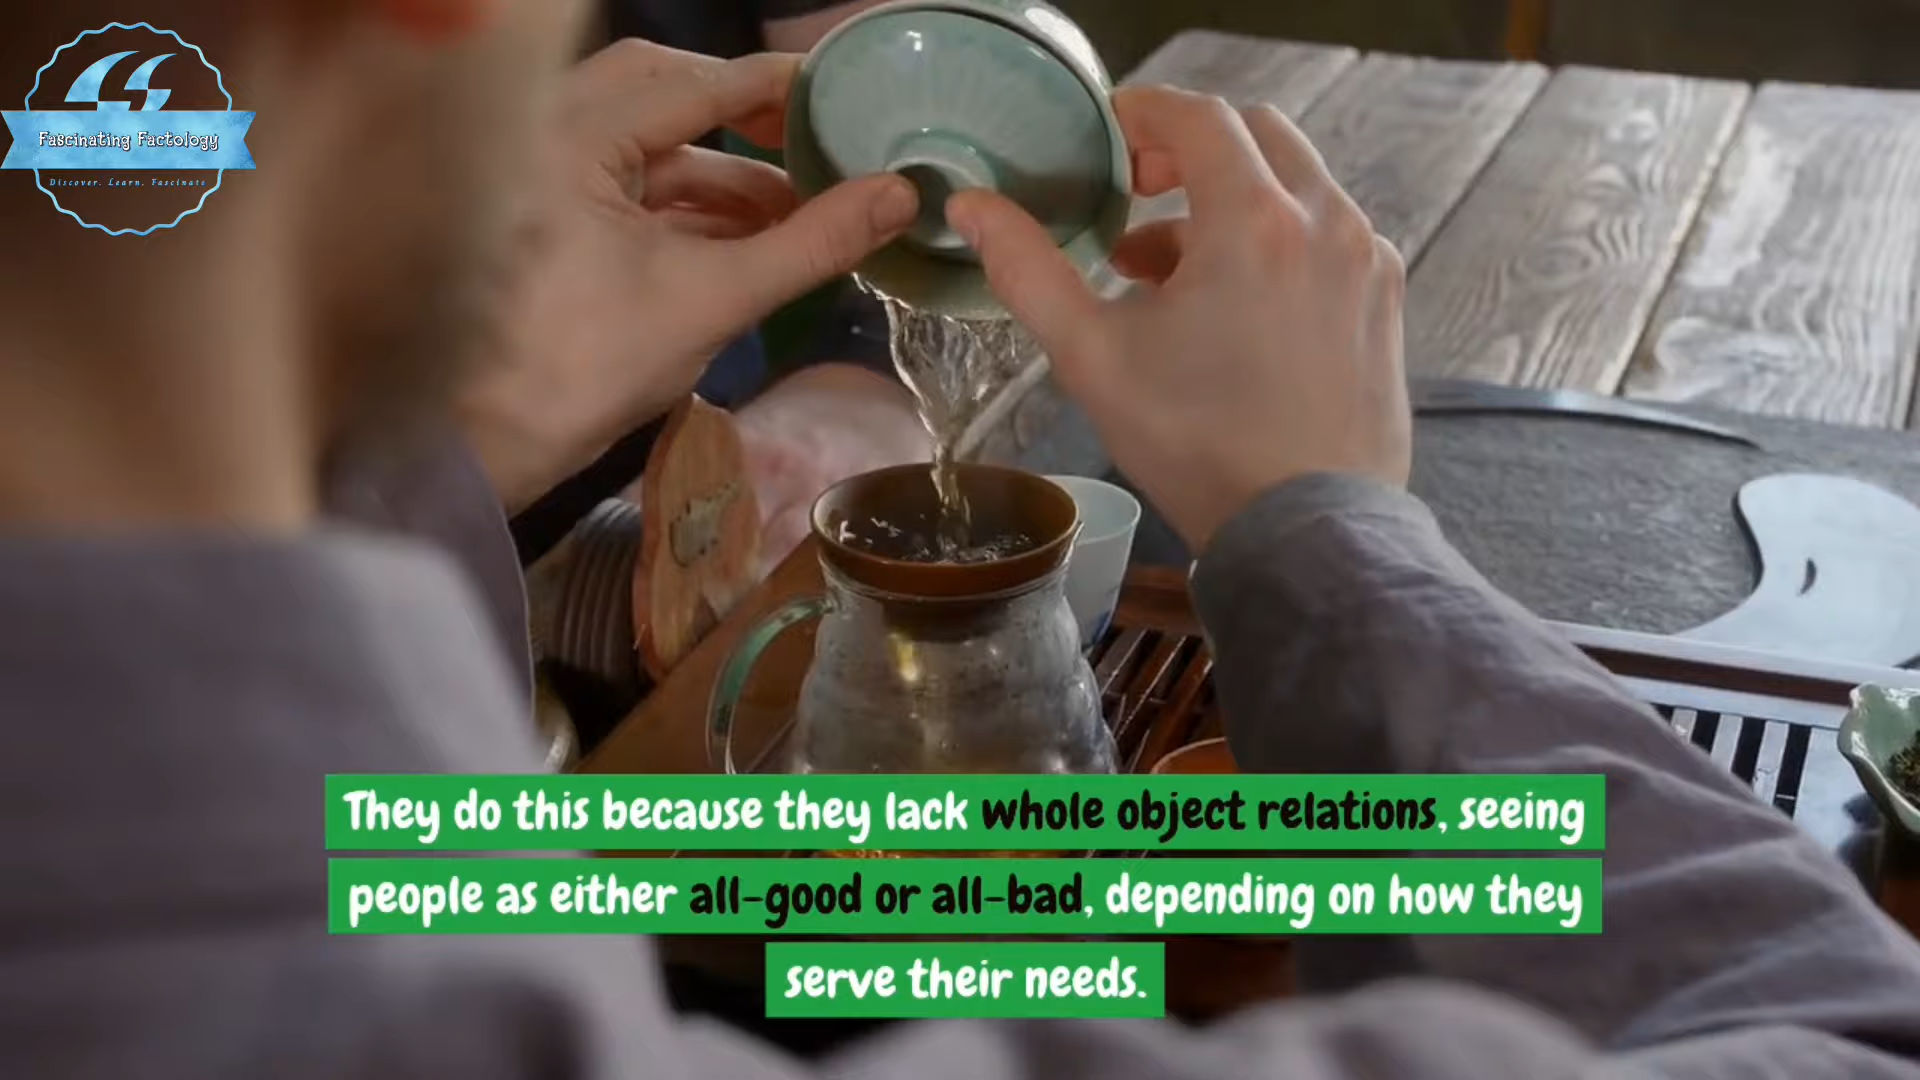 Fascinating Factology
Discover. Learn. Fascinate
They do this because they lack whole object relations, seeing
people as either all-good or all-bad, depending on how they
serve their needs.